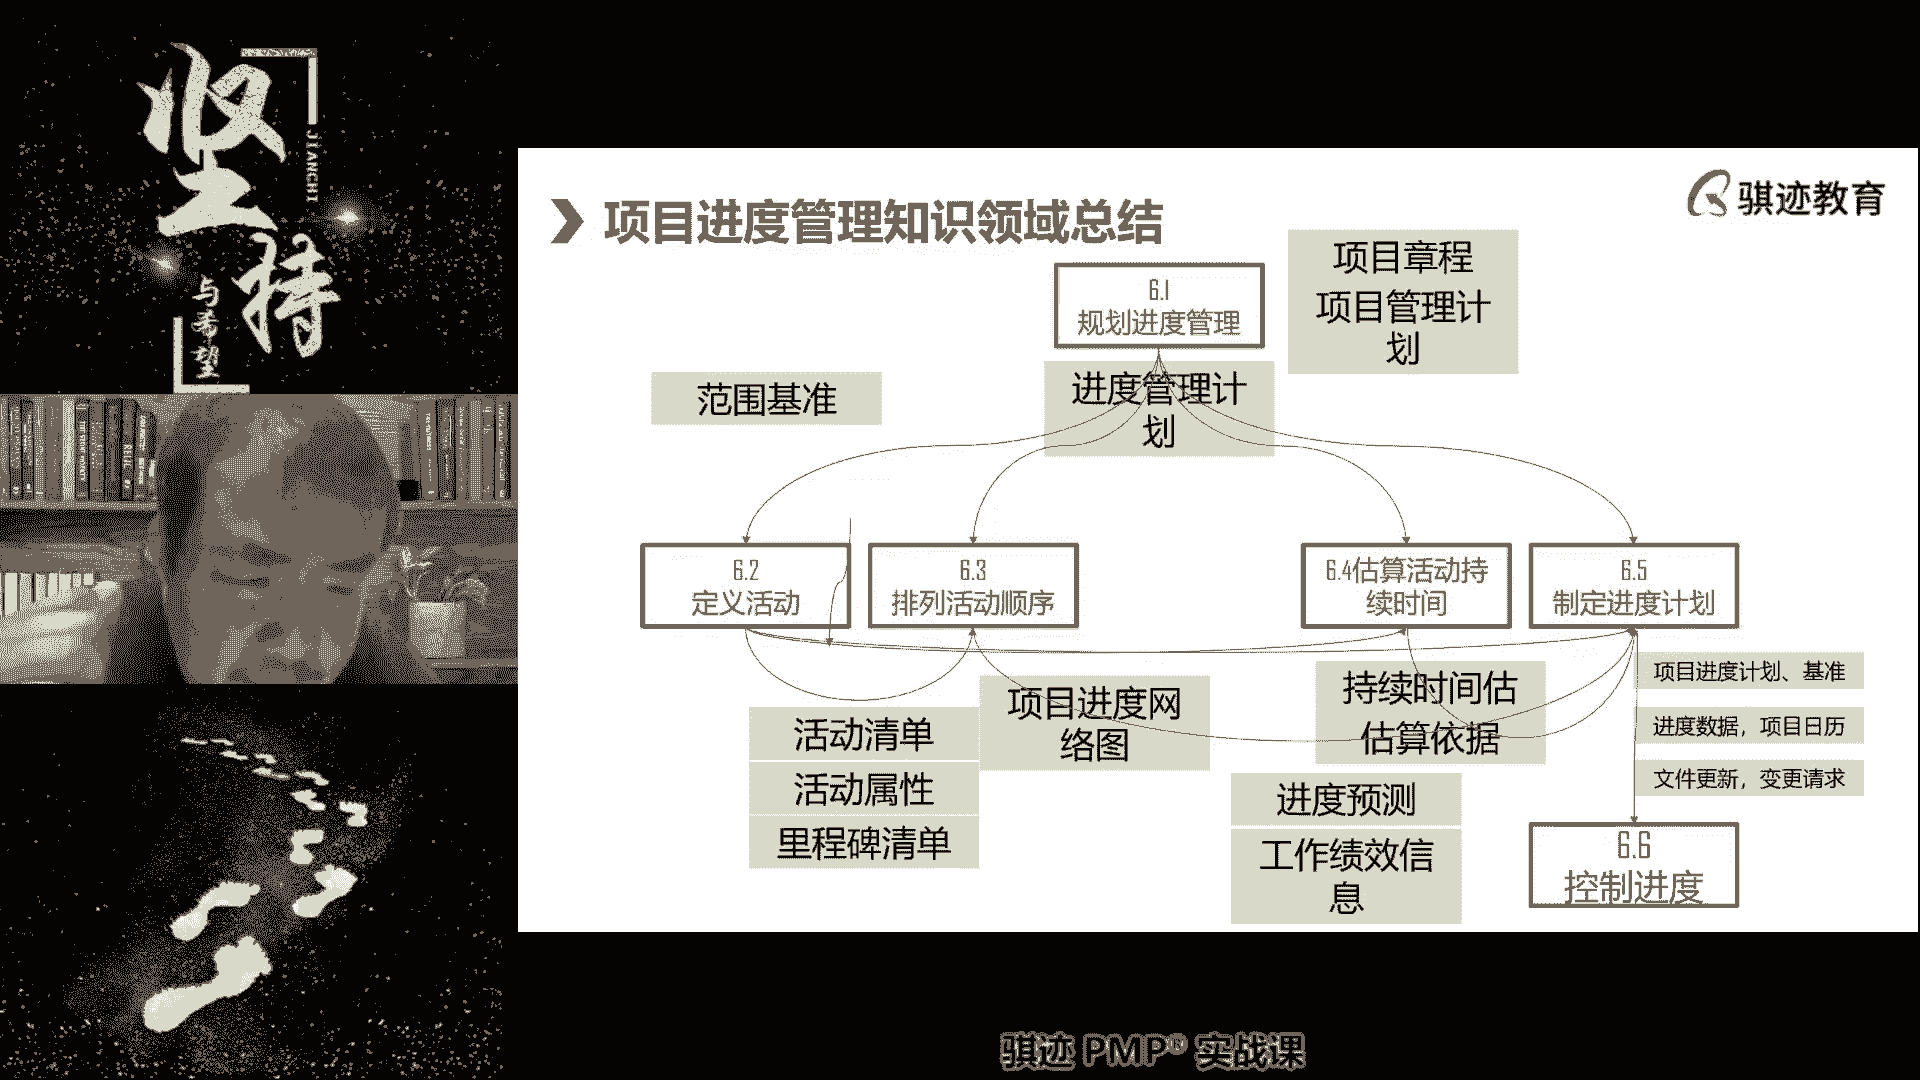 坚持
JIANCHI
与希望
骐迹教育
项目进度管理知识领域总结
项目章程
项目管理计
划
6.1
规划进度管理
范围基准
进度管理计
划
6.2
定义活动
6.3
排列活动顺序
6.4估算活动持
续时间
6.5
制定进度计划
活动清单
活动属性
里程碑清单
项目进度网
络图
持续时间估
估算依据
进度预测
工作绩效信
息
项目进度计划、基准
进度数据，项目日历
文件更新，变更请求
6.6
控制进度
骐迹 PMP® 实战课